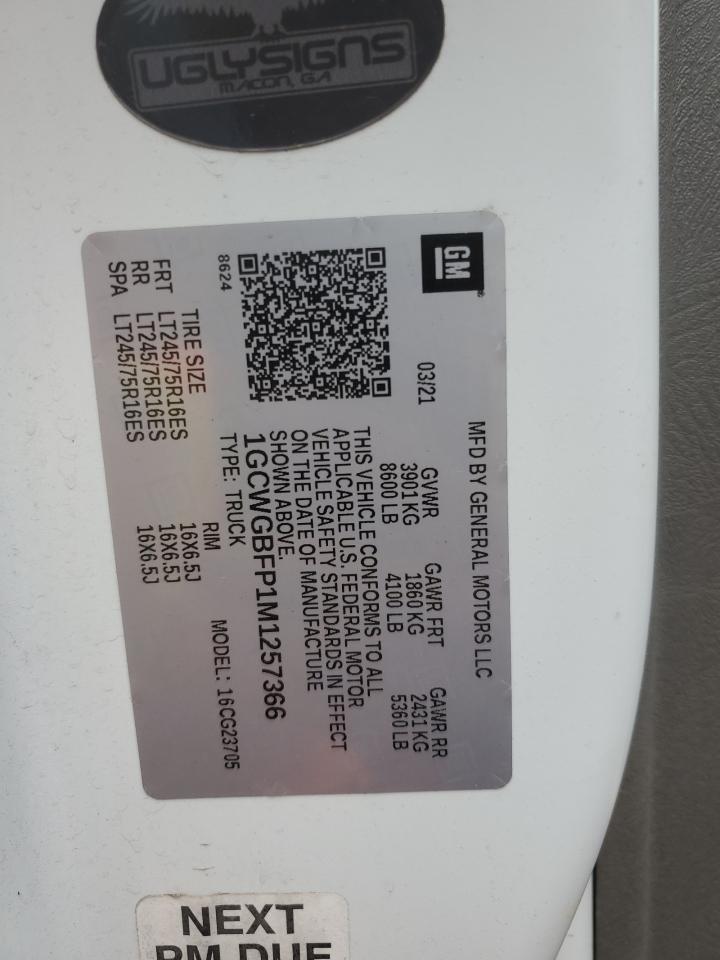 UGLYSIGNS
MACON, GA
GM
MFD BY GENERAL MOTORS LLC
03/21
GVWR GAWR FRT GAWR RR
3901 KG 1860 KG 2431 KG
8600 LB 4100 LB 5360 LB
THIS VEHICLE CONFORMS TO ALL
APPLICABLE U.S. FEDERAL MOTOR
VEHICLE SAFETY STANDARDS IN EFFECT
ON THE DATE OF MANUFACTURE
SHOWN ABOVE.
1GCWGBFP1M1257366
TYPE: TRUCK MODEL: 16CG23705
8624
TIRE SIZE RIM
FRT LT245/75R16ES 16X6.5J
RR LT245/75R16ES 16X6.5J
SPA LT245/75R16ES 16X6.5J
NEXT
PM DUE